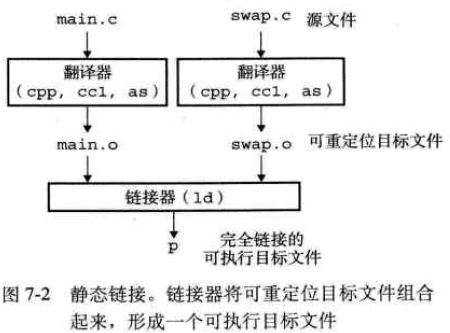 main.c swap.c 源文件
翻译器 翻译器
(cpp, cc1, as) (cpp, cc1, as)
main.o swap.o 可重定位目标文件
链接器(ld)
p 完全链接的
可执行目标文件
图 7-2 静态链接。链接器将可重定位目标文件组合
起来，形成一个可执行目标文件